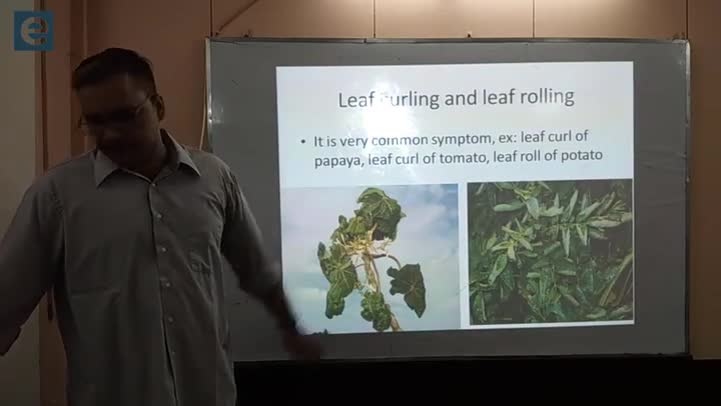 e
Leaf curling and leaf rolling
• It is very common symptom, ex: leaf curl of
papaya, leaf curl of tomato, leaf roll of potato